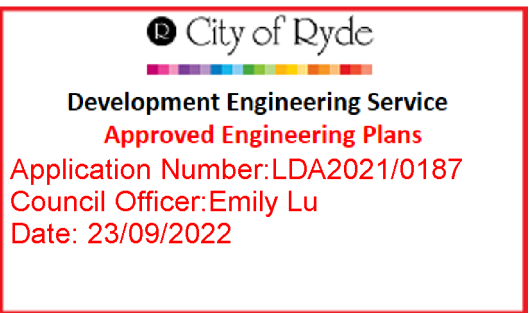 R City of Ryde
Development Engineering Service
Approved Engineering Plans
Application Number:LDA2021/0187
Council Officer:Emily Lu
Date: 23/09/2022